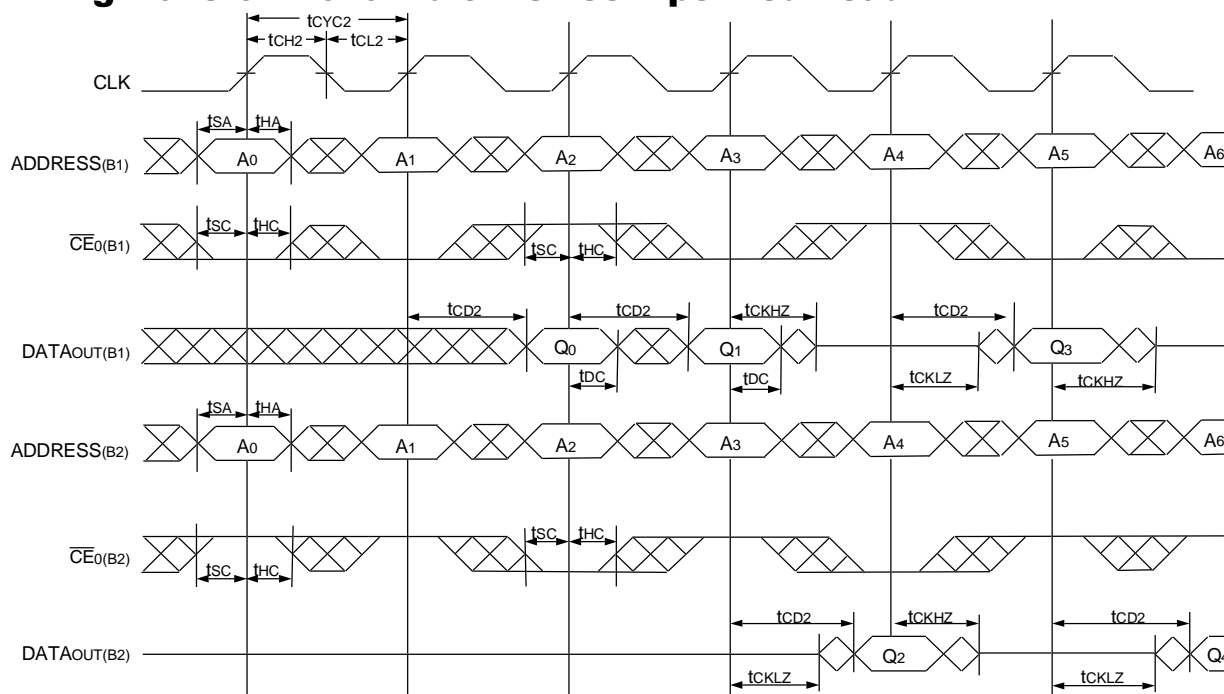 tCYC2
tCH2 tCL2
CLK
tSA tHA
ADDRESS(B1) A0 A1 A2 A3 A4 A5 A6
tSC tHC
CE0(B1) tSC tHC
tCD2 tCD2 tCKHZ tCD2
DATAOUT(B1) Q0 Q1 Q3
tDC tDC tCKLZ tCKHZ
tSA tHA
ADDRESS(B2) A0 A1 A2 A3 A4 A5 A6
tSC tHC
CE0(B2)
tSC tHC
tCD2 tCKHZ tCD2
DATAOUT(B2) Q2 Q4
tCKLZ tCKLZ